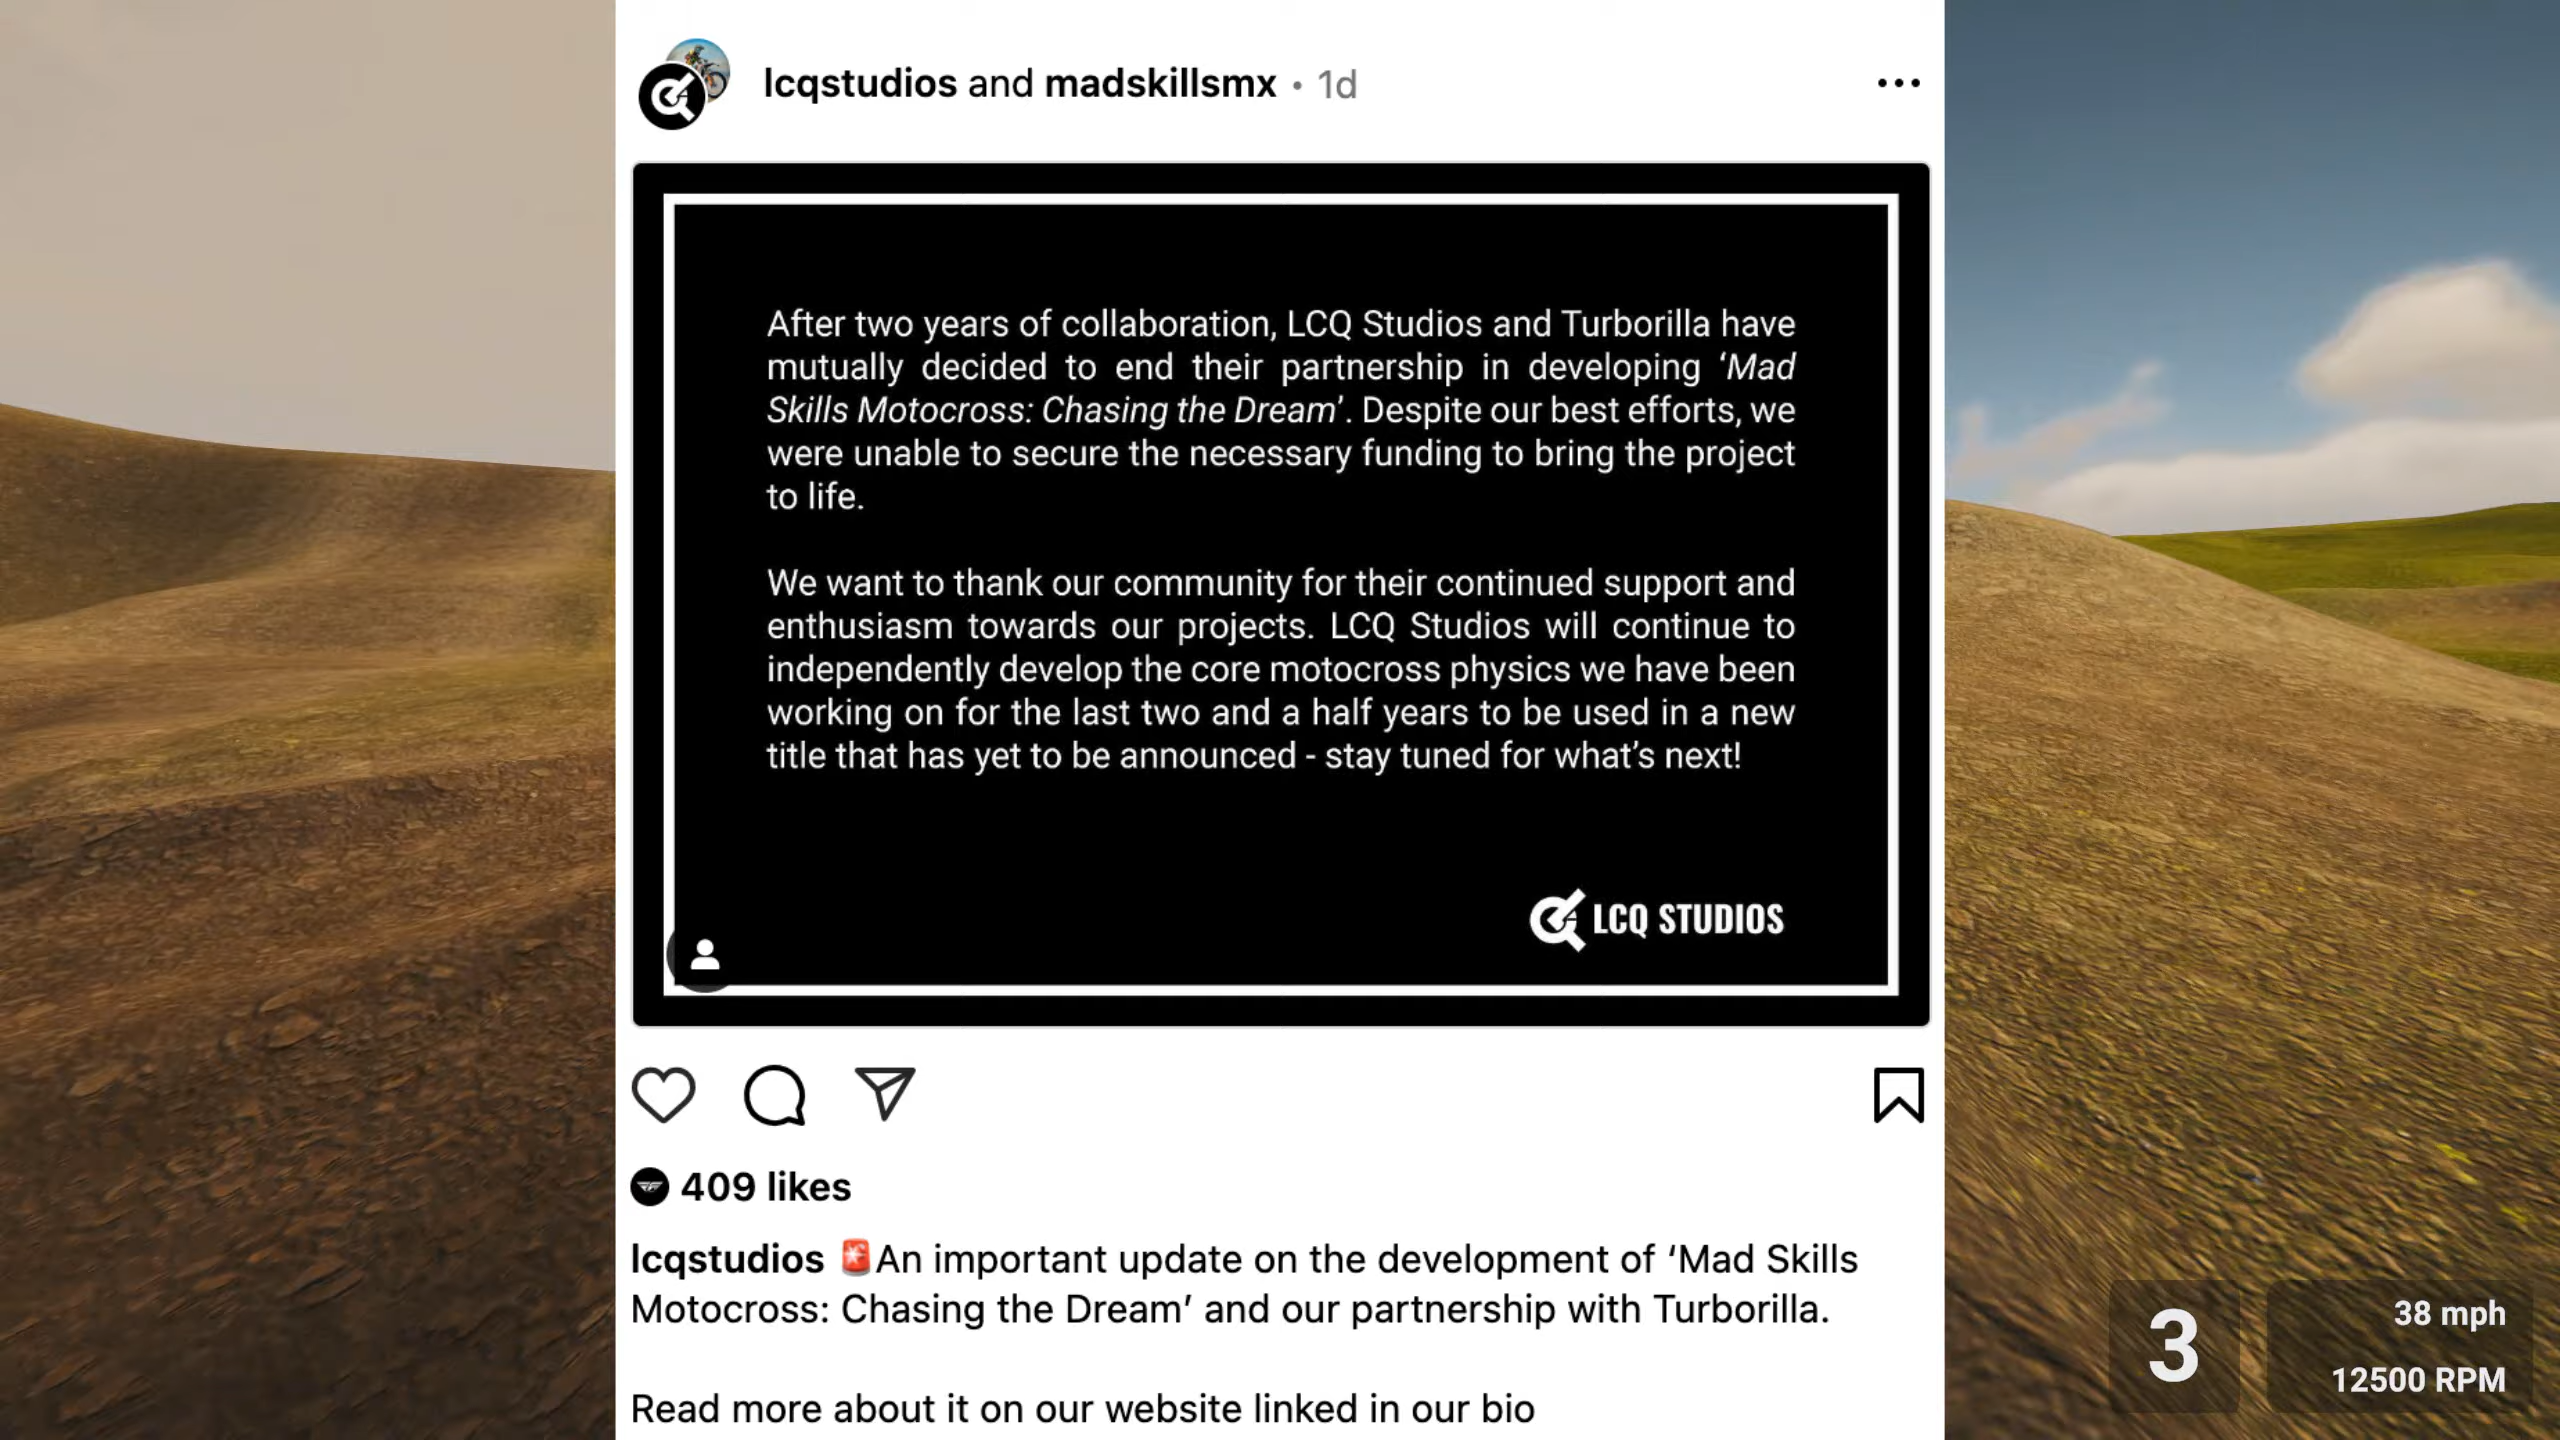 lcqstudios and madskillsmx • 1d
After two years of collaboration, LCQ Studios and Turborilla have
mutually decided to end their partnership in developing ‘Mad
Skills Motocross: Chasing the Dream’. Despite our best efforts, we
were unable to secure the necessary funding to bring the project
to life.
We want to thank our community for their continued support and
enthusiasm towards our projects. LCQ Studios will continue to
independently develop the core motocross physics we have been
working on for the last two and a half years to be used in a new
title that has yet to be announced - stay tuned for what’s next!
LCQ STUDIOS
409 likes
lcqstudios 🚨An important update on the development of ‘Mad Skills
Motocross: Chasing the Dream’ and our partnership with Turborilla.
Read more about it on our website linked in our bio
3
38 mph
12500 RPM